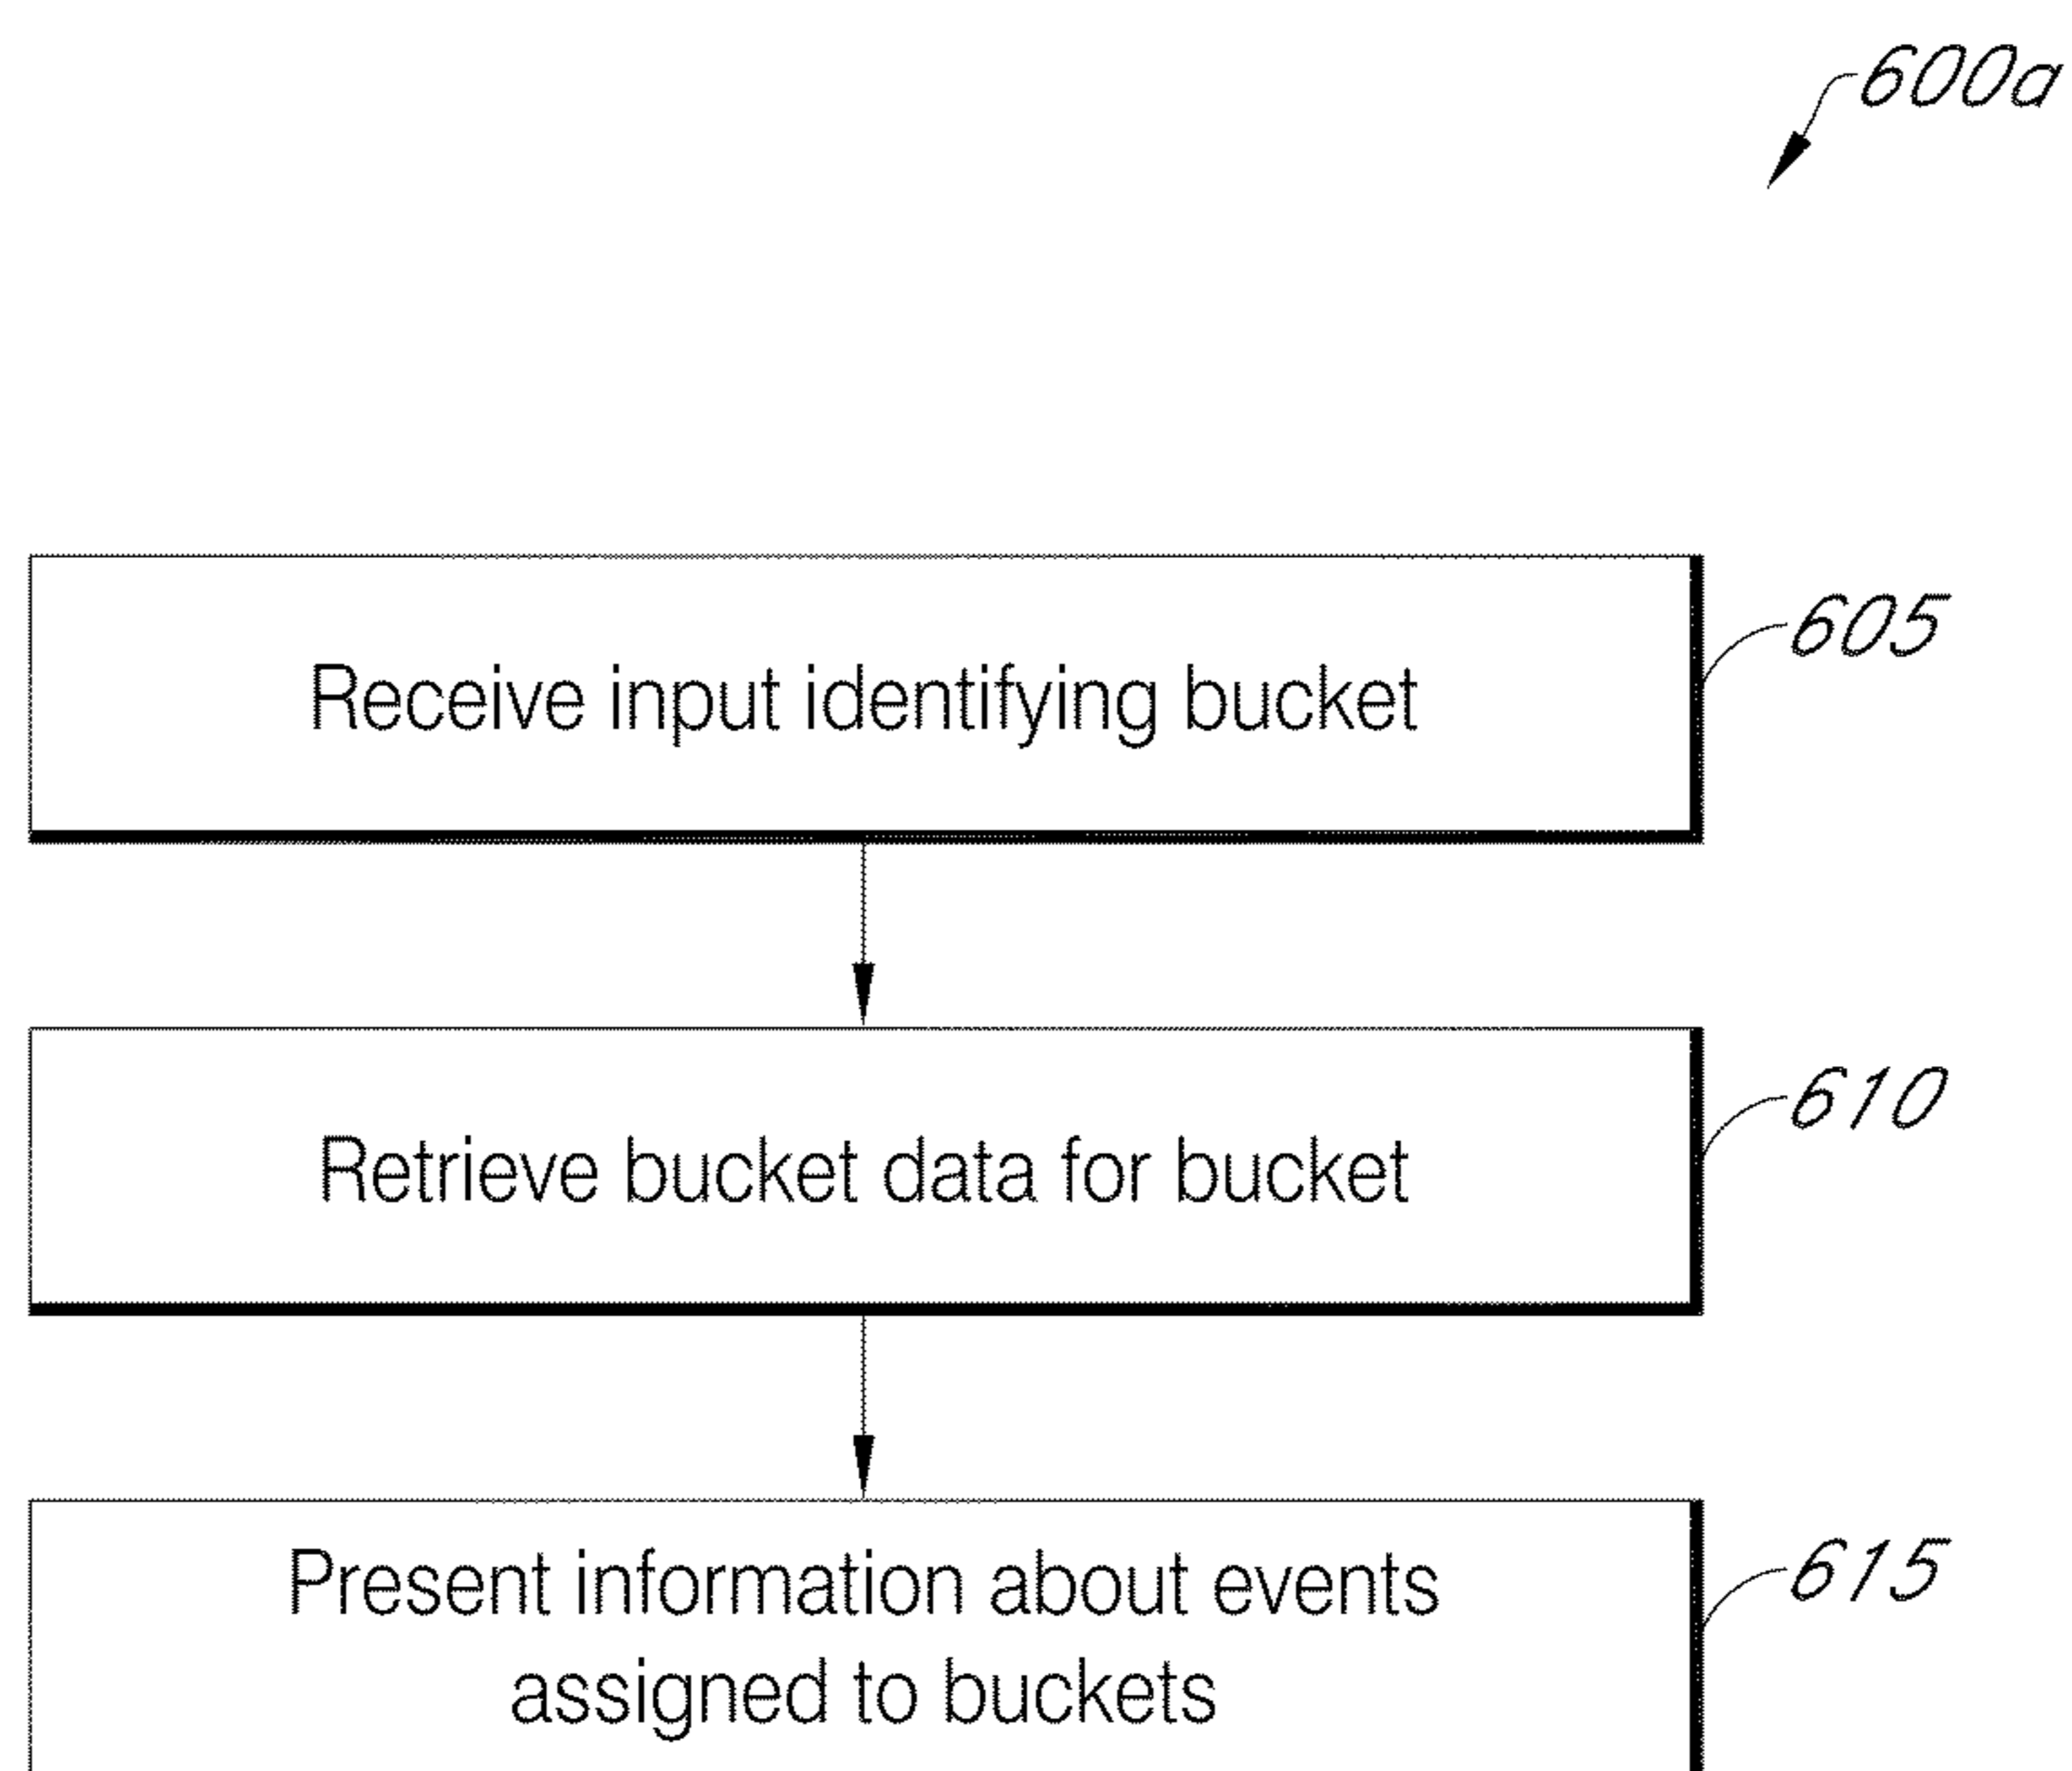 600a
Receive input identifying bucket
605
Retrieve bucket data for bucket
610
Present information about events
assigned to buckets
615